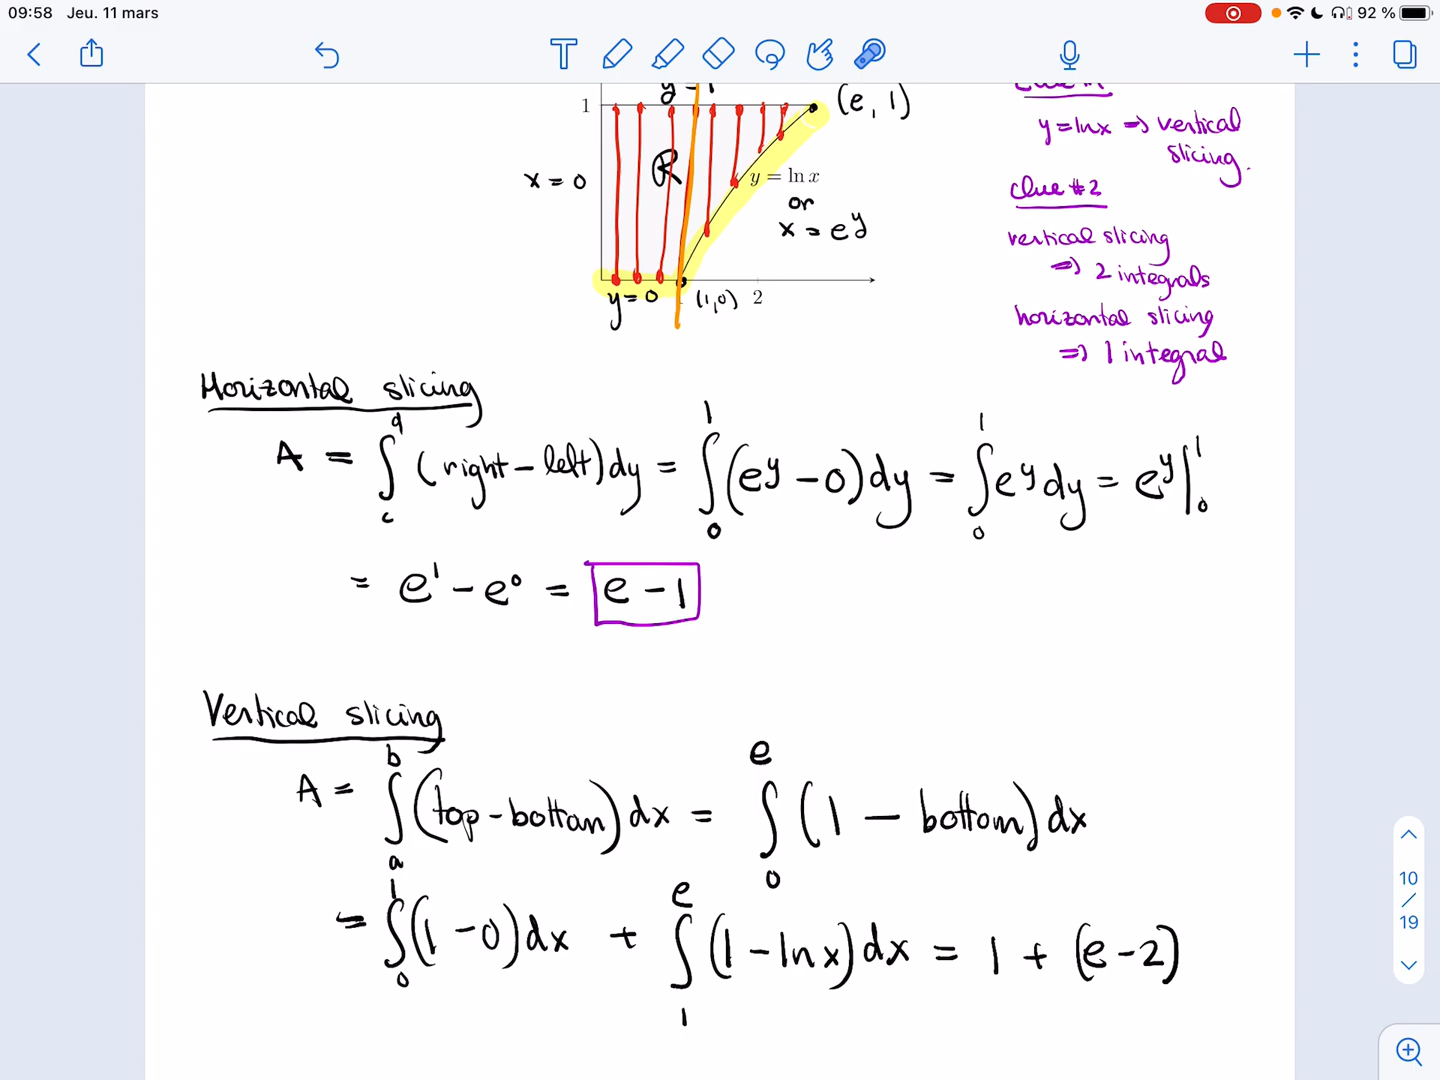 09:58 Jeu. 11 mars 92 %
1 (e, 1)
y = ln x => vertical
slicing.
x = 0 R y = ln x
or
x = e^y
Clue #2
vertical slicing
=> 2 integrals
y = 0 (1,0) 2
horizontal slicing
=> 1 integral
Horizontal slicing
A = ∫_c^d (right - left) dy = ∫_0^1 (e^y - 0) dy = ∫_0^1 e^y dy = e^y |_0^1
= e^1 - e^0 = e - 1
Vertical slicing
A = ∫_a^b (top - bottom) dx = ∫_0^e (1 - bottom) dx
= ∫_0^1 (1 - 0) dx + ∫_1^e (1 - ln x) dx = 1 + (e - 2)
10
/
19